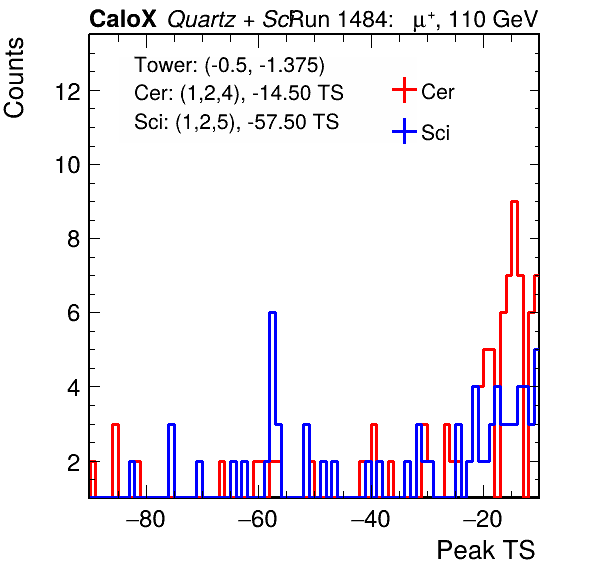 CaloX Quartz + Sci Run 1484: μ⁺, 110 GeV
Tower: (-0.5, -1.375)
Cer: (1,2,4), -14.50 TS
Sci: (1,2,5), -57.50 TS
Cer
Sci
Counts
12
10
8
6
4
2
−80 −60 −40 −20
Peak TS